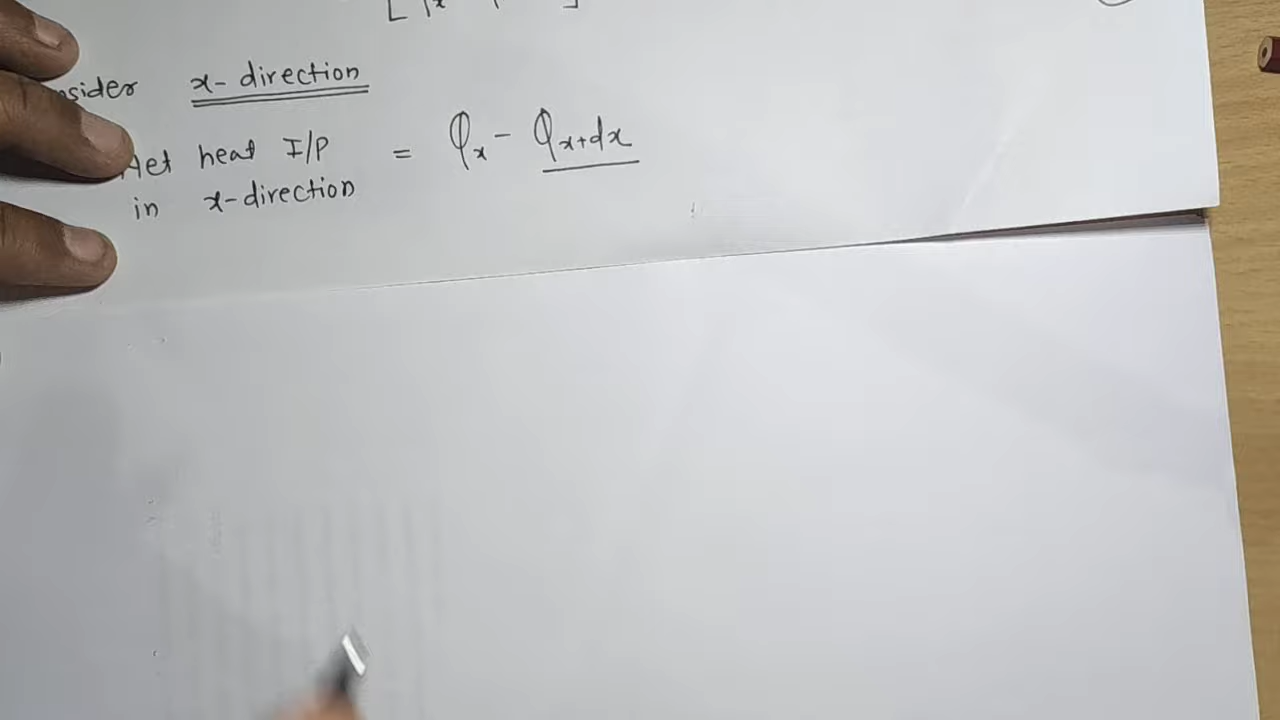 x-direction
Net heat I/P = Qx - Qx+dx
in x-direction